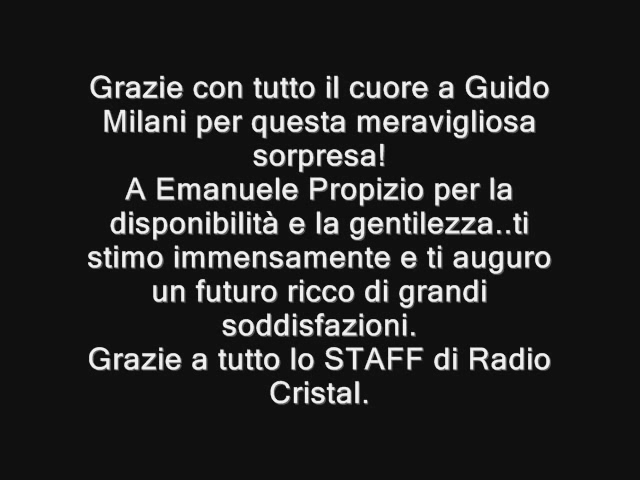 Grazie con tutto il cuore a Guido
Milani per questa meravigliosa
sorpresa!
A Emanuele Propizio per la
disponibilità e la gentilezza..ti
stimo immensamente e ti auguro
un futuro ricco di grandi
soddisfazioni.
Grazie a tutto lo STAFF di Radio
Cristal.